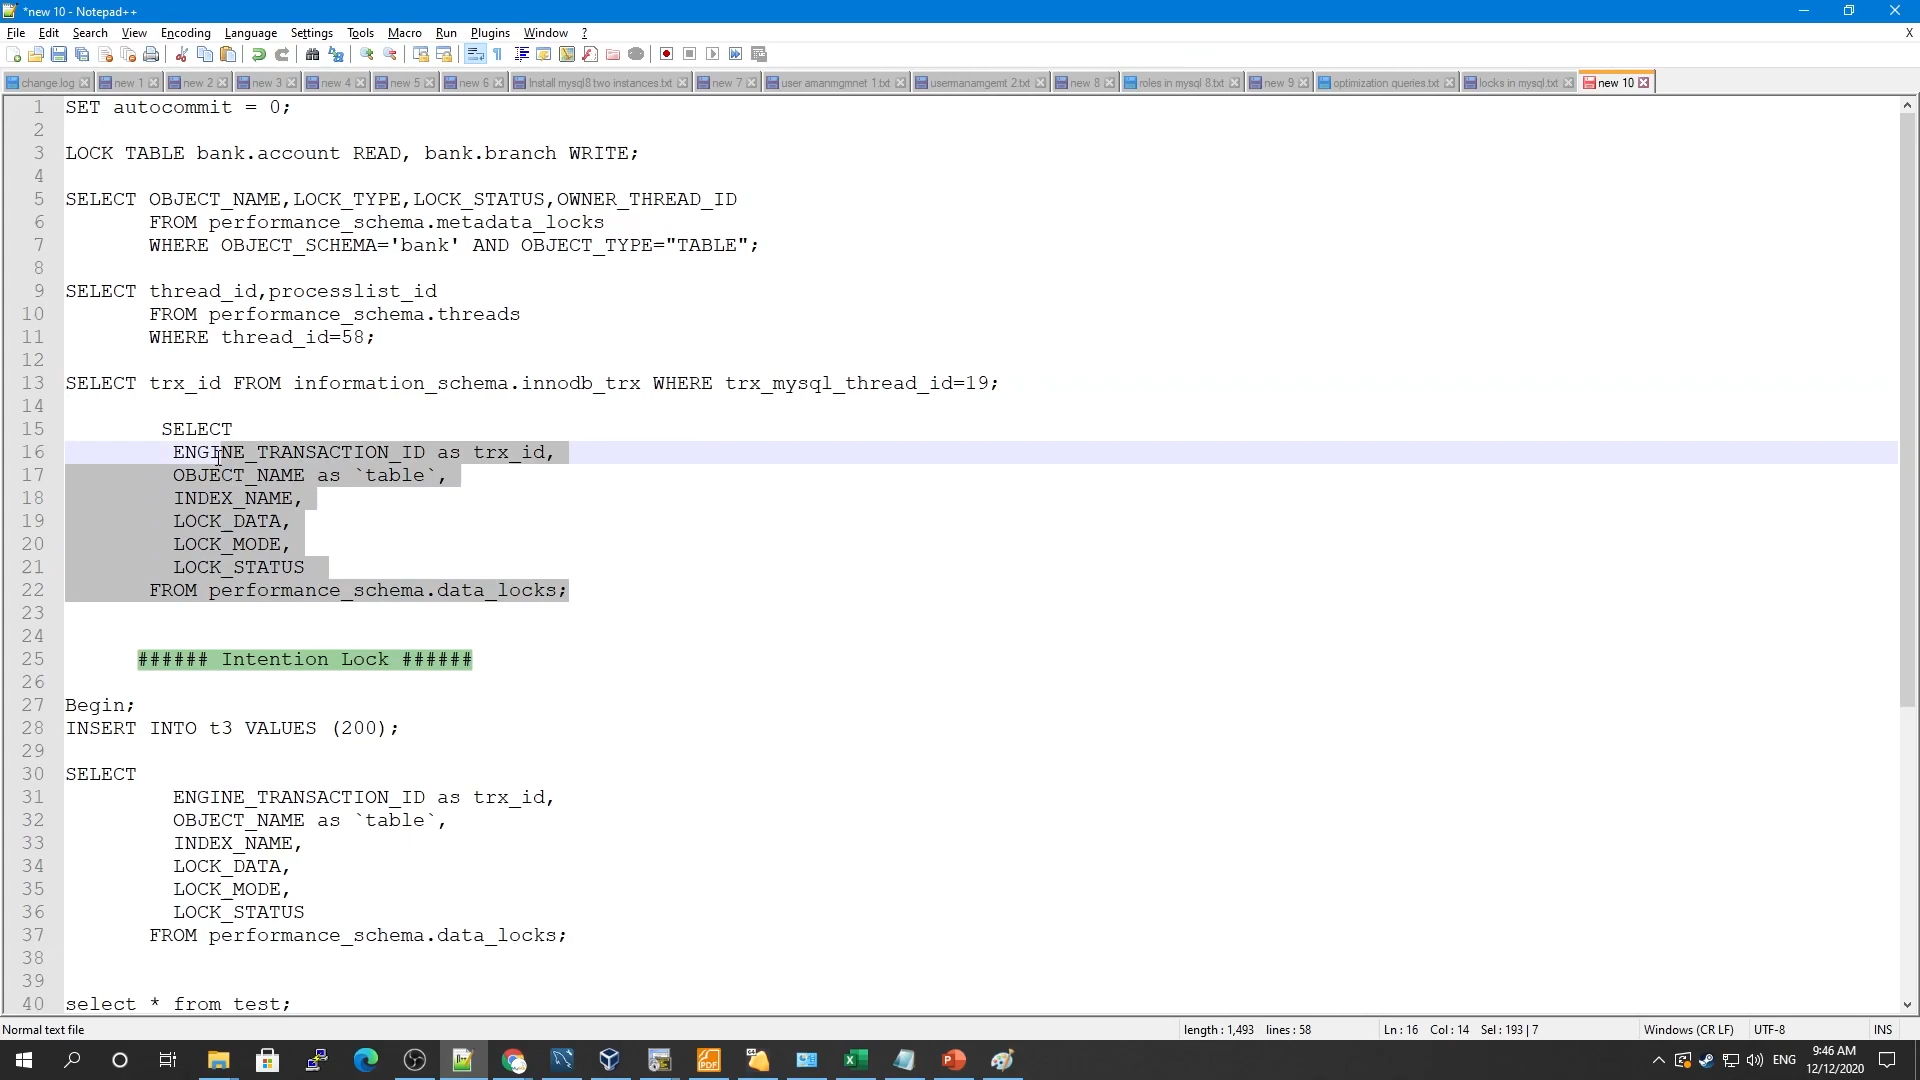 *new 10 - Notepad++
File Edit Search View Encoding Language Settings Tools Macro Run Plugins Window ? X
change.log new 1 new 2 new 3 new 4 new 5 new 6 Install mysql8 two instances.txt new 7 user amanmgmnet 1.txt usermanamgemt 2.txt new 8 roles in mysql 8.txt new 9 optimization queries.txt locks in mysql.txt new 10
1 SET autocommit = 0;
2
3 LOCK TABLE bank.account READ, bank.branch WRITE;
4
5 SELECT OBJECT_NAME,LOCK_TYPE,LOCK_STATUS,OWNER_THREAD_ID
6 FROM performance_schema.metadata_locks
7 WHERE OBJECT_SCHEMA='bank' AND OBJECT_TYPE="TABLE";
8
9 SELECT thread_id,processlist_id
10 FROM performance_schema.threads
11 WHERE thread_id=58;
12
13 SELECT trx_id FROM information_schema.innodb_trx WHERE trx_mysql_thread_id=19;
14
15 SELECT
16 ENGINE_TRANSACTION_ID as trx_id,
17 OBJECT_NAME as `table`,
18 INDEX_NAME,
19 LOCK_DATA,
20 LOCK_MODE,
21 LOCK_STATUS
22 FROM performance_schema.data_locks;
23
24
25 ###### Intention Lock ######
26
27 Begin;
28 INSERT INTO t3 VALUES (200);
29
30 SELECT
31 ENGINE_TRANSACTION_ID as trx_id,
32 OBJECT_NAME as `table`,
33 INDEX_NAME,
34 LOCK_DATA,
35 LOCK_MODE,
36 LOCK_STATUS
37 FROM performance_schema.data_locks;
38
39
40 select * from test;
Normal text file length : 1,493 lines : 58 Ln : 16 Col : 14 Sel : 193 | 7 Windows (CR LF) UTF-8 INS
ENG 9:46 AM
12/12/2020